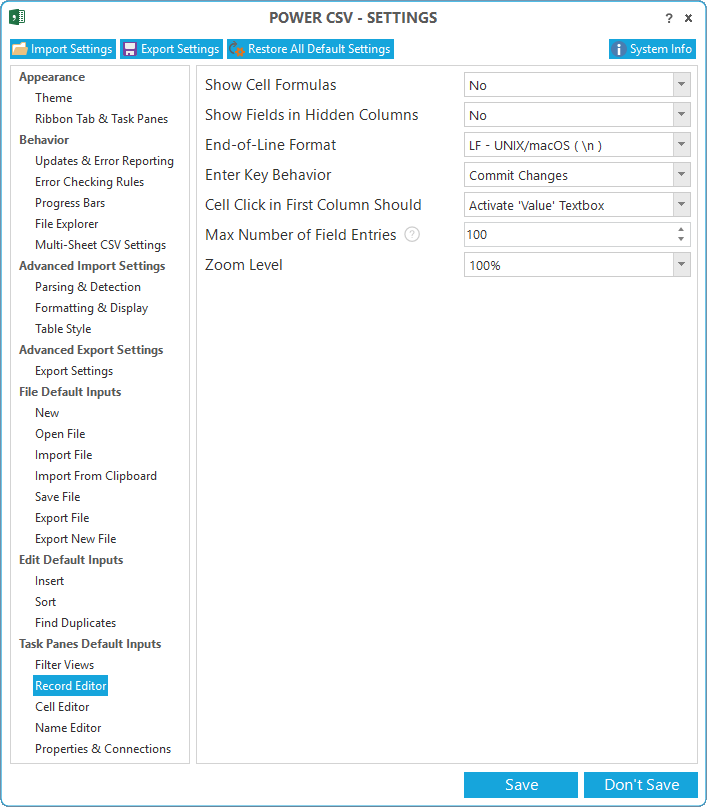 POWER CSV - SETTINGS
? x
Import Settings Export Settings Restore All Default Settings System Info
Appearance
Theme
Ribbon Tab & Task Panes
Behavior
Updates & Error Reporting
Error Checking Rules
Progress Bars
File Explorer
Multi-Sheet CSV Settings
Advanced Import Settings
Parsing & Detection
Formatting & Display
Table Style
Advanced Export Settings
Export Settings
File Default Inputs
New
Open File
Import File
Import From Clipboard
Save File
Export File
Export New File
Edit Default Inputs
Insert
Sort
Find Duplicates
Task Panes Default Inputs
Filter Views
Record Editor
Cell Editor
Name Editor
Properties & Connections
Show Cell Formulas No
Show Fields in Hidden Columns No
End-of-Line Format LF - UNIX/macOS ( \n )
Enter Key Behavior Commit Changes
Cell Click in First Column Should Activate 'Value' Textbox
Max Number of Field Entries ? 100
Zoom Level 100%
Save Don't Save